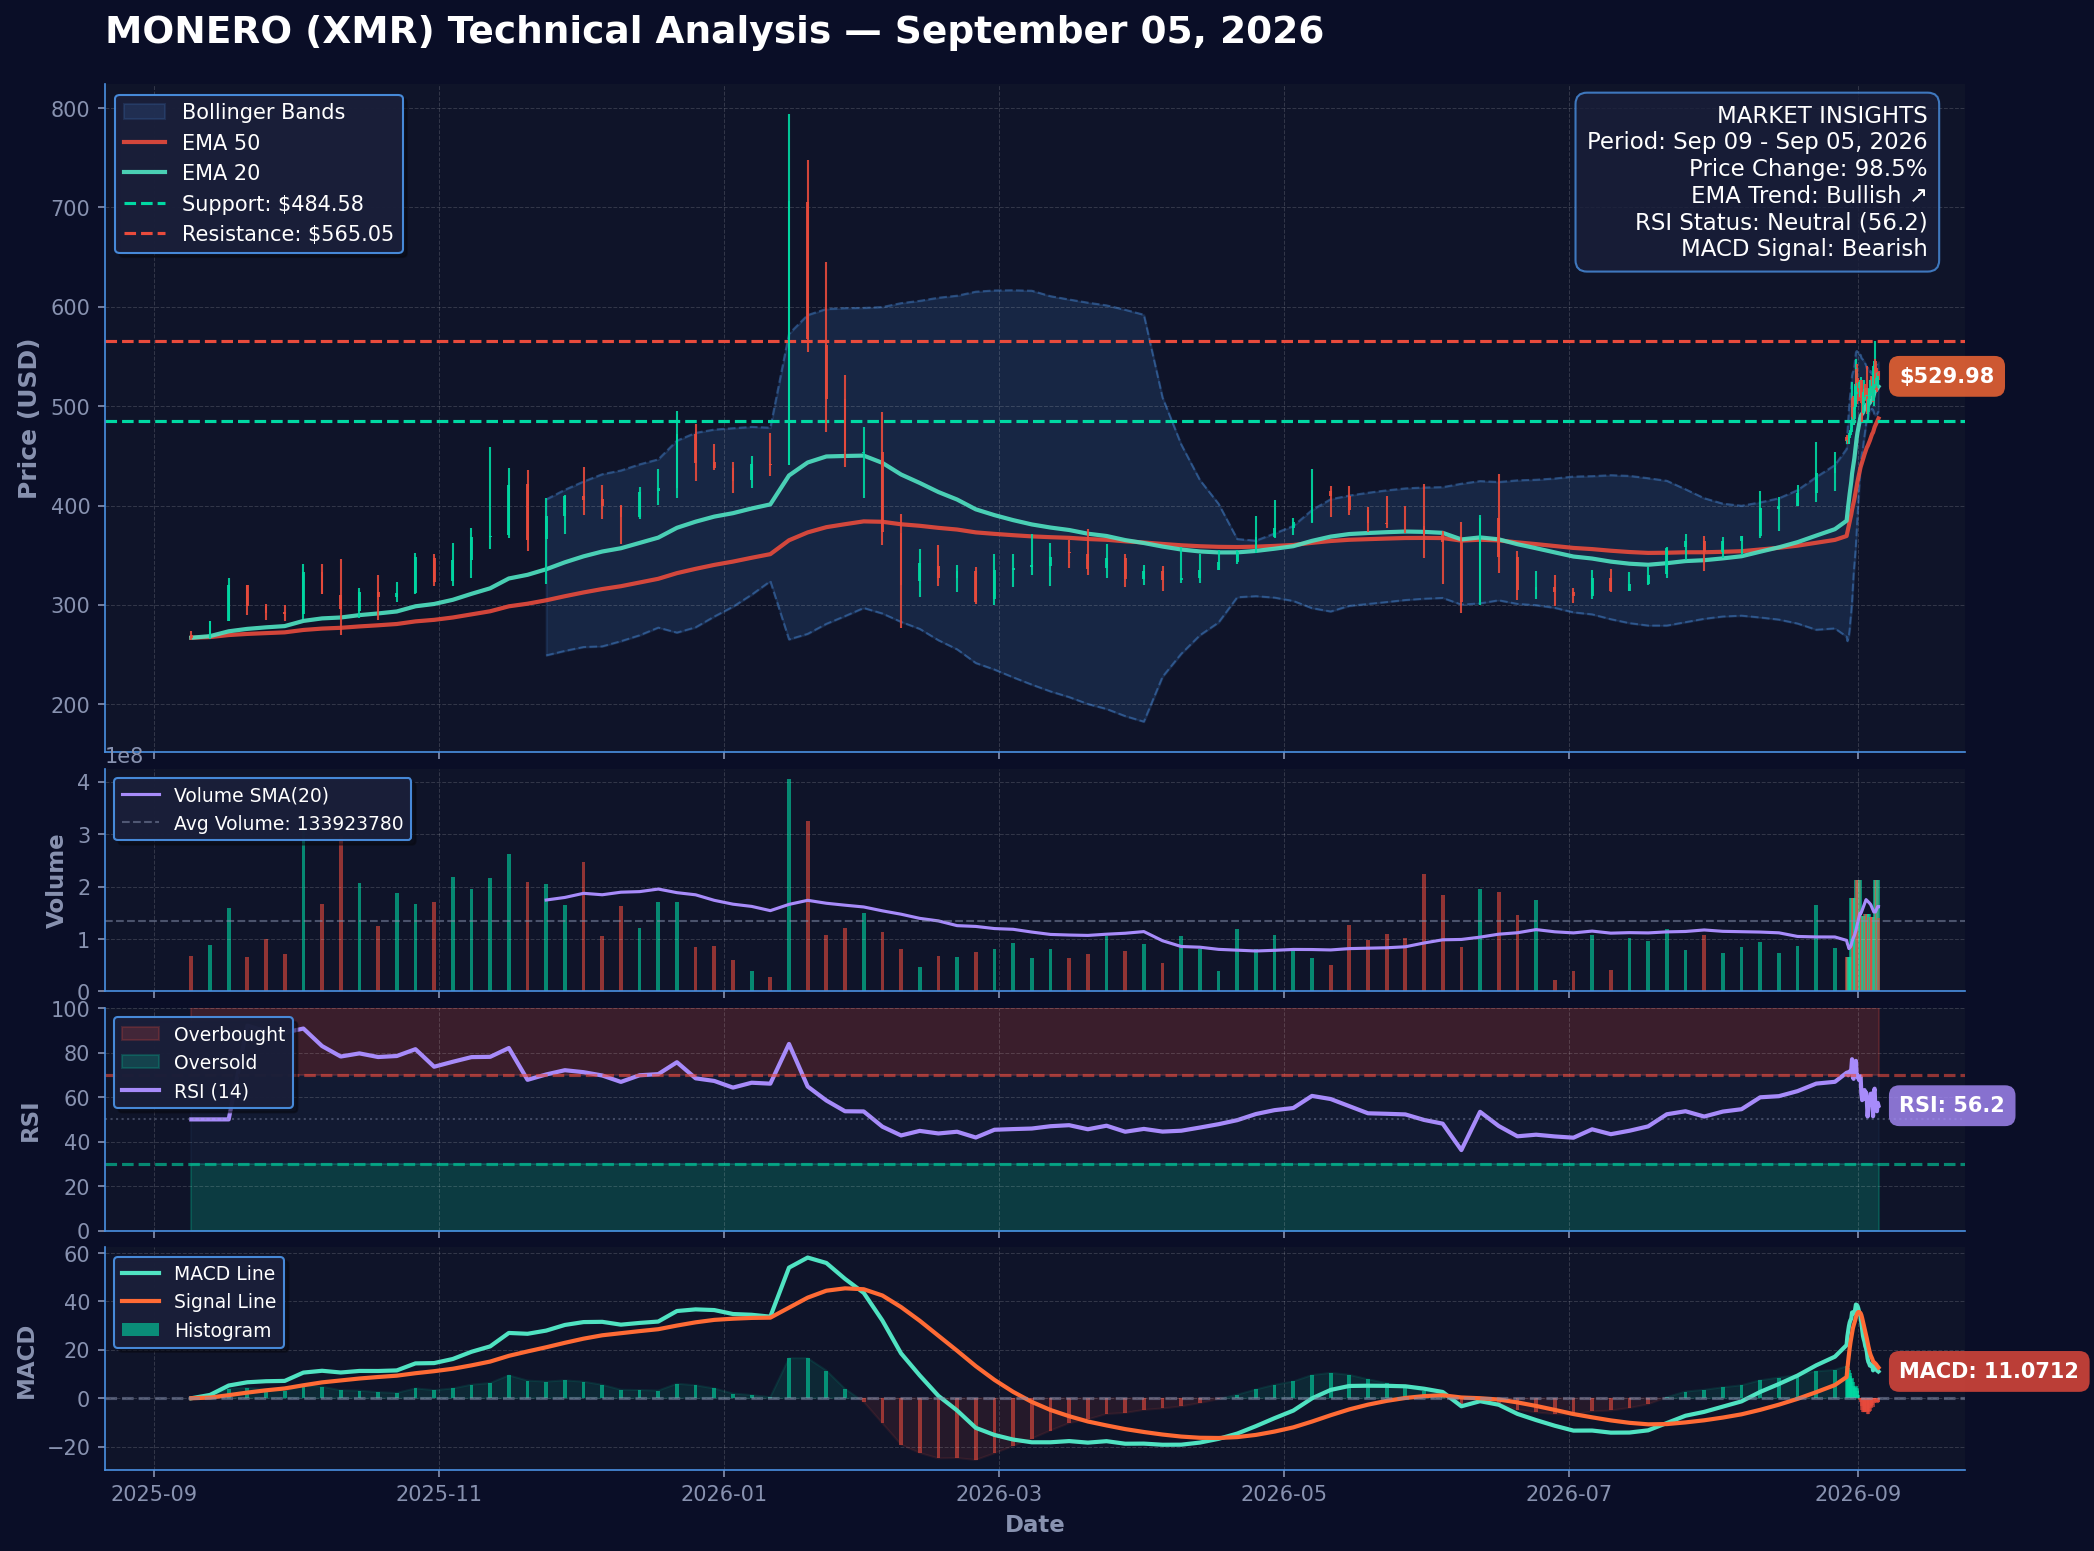 MONERO (XMR) Technical Analysis — September 05, 2026
Bollinger Bands
EMA 50
EMA 20
Support: $484.58
Resistance: $565.05
MARKET INSIGHTS
Period: Sep 09 - Sep 05, 2026
Price Change: 98.5%
EMA Trend: Bullish ↗
RSI Status: Neutral (56.2)
MACD Signal: Bearish
Price (USD)
800
700
600
500
400
300
200
$529.98
1e8
Volume SMA(20)
Avg Volume: 133923780
Volume
4
3
2
1
0
Overbought
Oversold
RSI (14)
RSI
100
80
60
40
20
0
RSI: 56.2
MACD Line
Signal Line
Histogram
MACD
60
40
20
0
−20
MACD: 11.0712
2025-09
2025-11
2026-01
2026-03
2026-05
2026-07
2026-09
Date